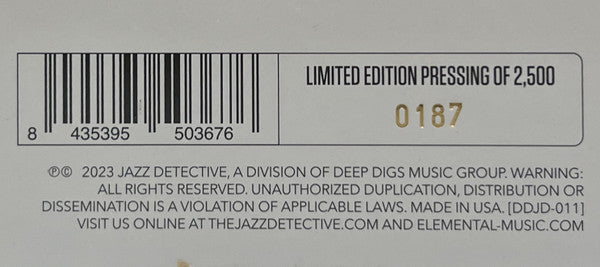 LIMITED EDITION PRESSING OF 2,500
0187
8 435395 503676
℗© 2023 JAZZ DETECTIVE, A DIVISION OF DEEP DIGS MUSIC GROUP. WARNING:
ALL RIGHTS RESERVED. UNAUTHORIZED DUPLICATION, DISTRIBUTION OR
DISSEMINATION IS A VIOLATION OF APPLICABLE LAWS. MADE IN USA. [DDJD-011]
VISIT US ONLINE AT THEJAZZDETECTIVE.COM AND ELEMENTAL-MUSIC.COM